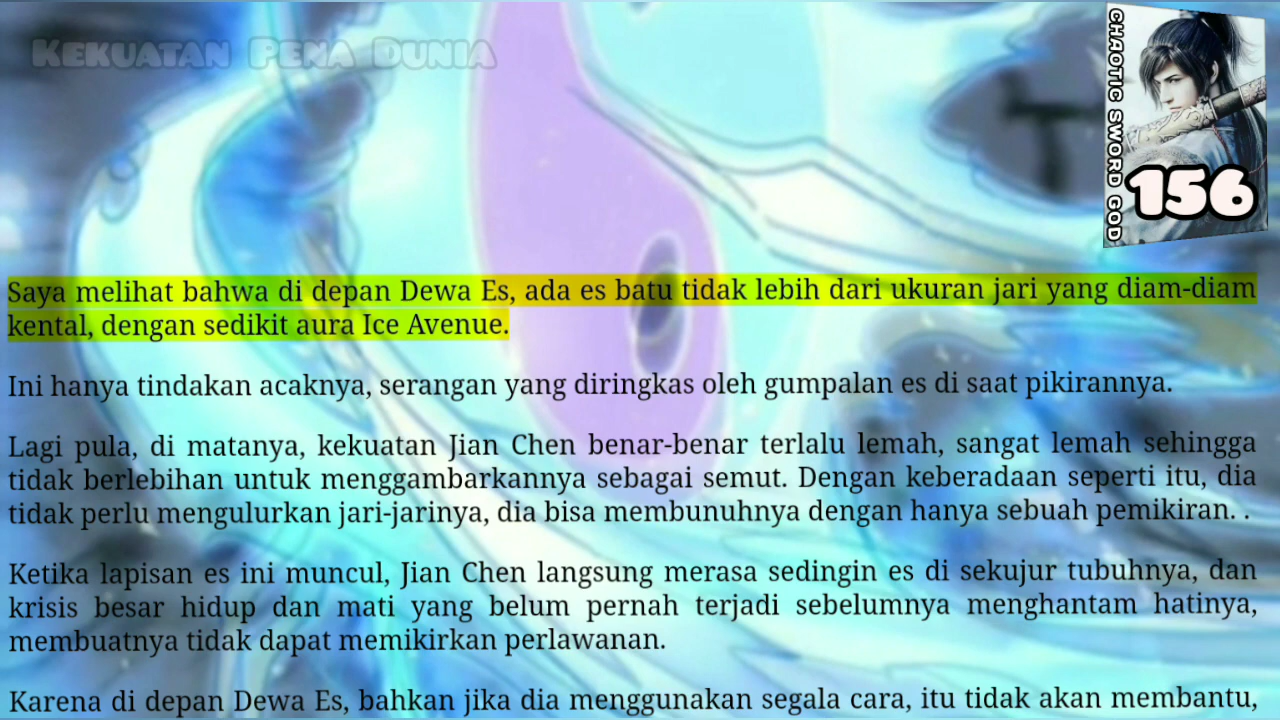 Kekuatan Pena Dunia
CHAOTIC SWORD GOD
156
Saya melihat bahwa di depan Dewa Es, ada es batu tidak lebih dari ukuran jari yang diam-diam
kental, dengan sedikit aura Ice Avenue.
Ini hanya tindakan acaknya, serangan yang diringkas oleh gumpalan es di saat pikirannya.
Lagi pula, di matanya, kekuatan Jian Chen benar-benar terlalu lemah, sangat lemah sehingga
tidak berlebihan untuk menggambarkannya sebagai semut. Dengan keberadaan seperti itu, dia
tidak perlu mengulurkan jari-jarinya, dia bisa membunuhnya dengan hanya sebuah pemikiran. .
Ketika lapisan es ini muncul, Jian Chen langsung merasa sedingin es di sekujur tubuhnya, dan
krisis besar hidup dan mati yang belum pernah terjadi sebelumnya menghantam hatinya,
membuatnya tidak dapat memikirkan perlawanan.
Karena di depan Dewa Es, bahkan jika dia menggunakan segala cara, itu tidak akan membantu,